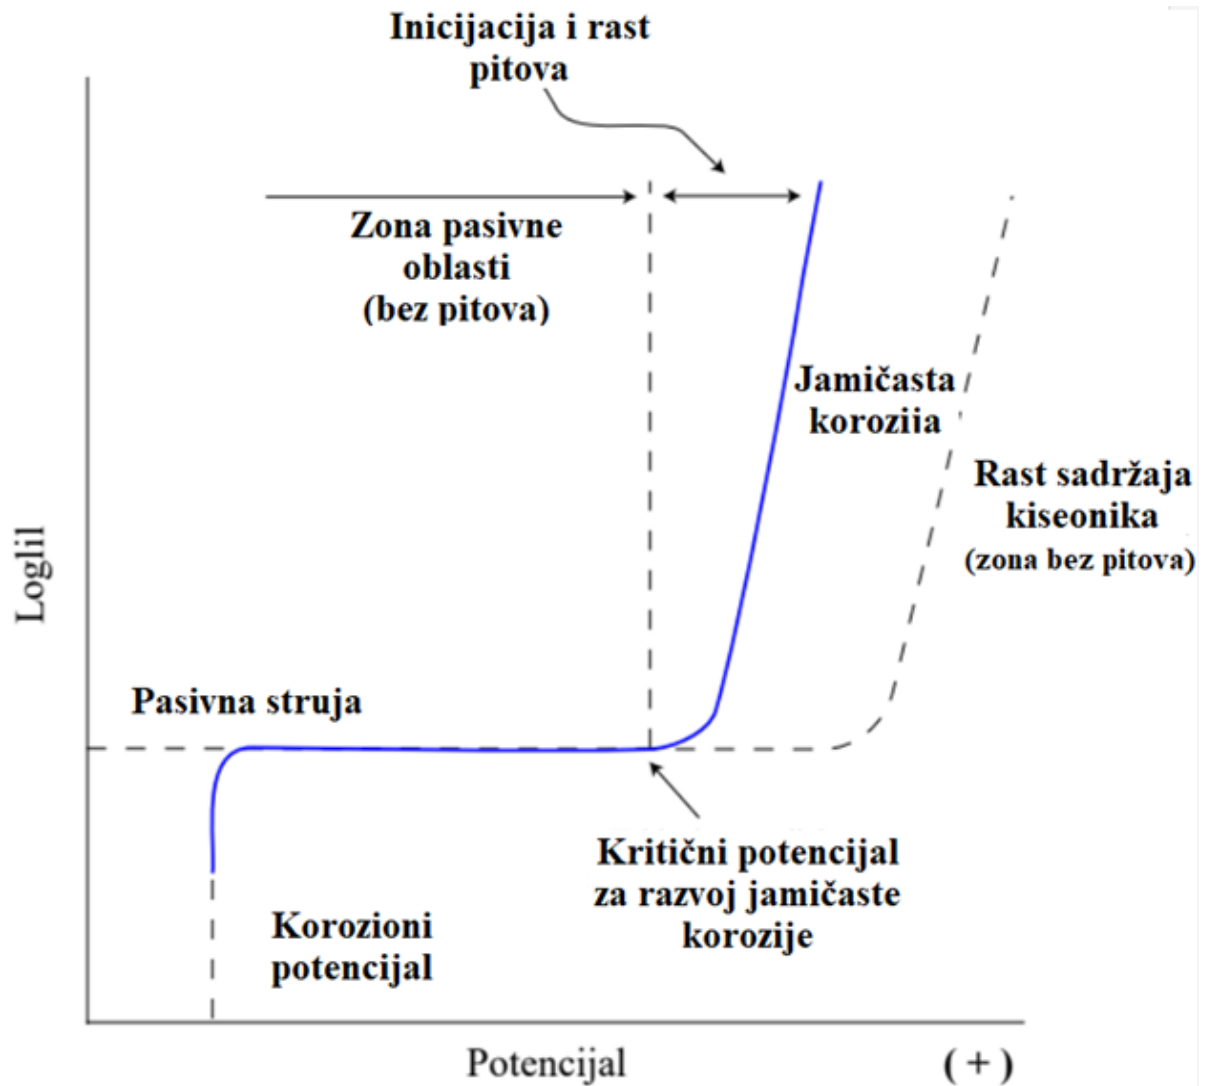 Inicijacija i rast
pitova
Zona pasivne
oblasti
(bez pitova)
Jamičasta
koroziia
Rast sadržaja
kiseonika
(zona bez pitova)
Loglil
Pasivna struja
Kritični potencijal
za razvoj jamičaste
korozije
Korozioni
potencijal
Potencijal
(+)